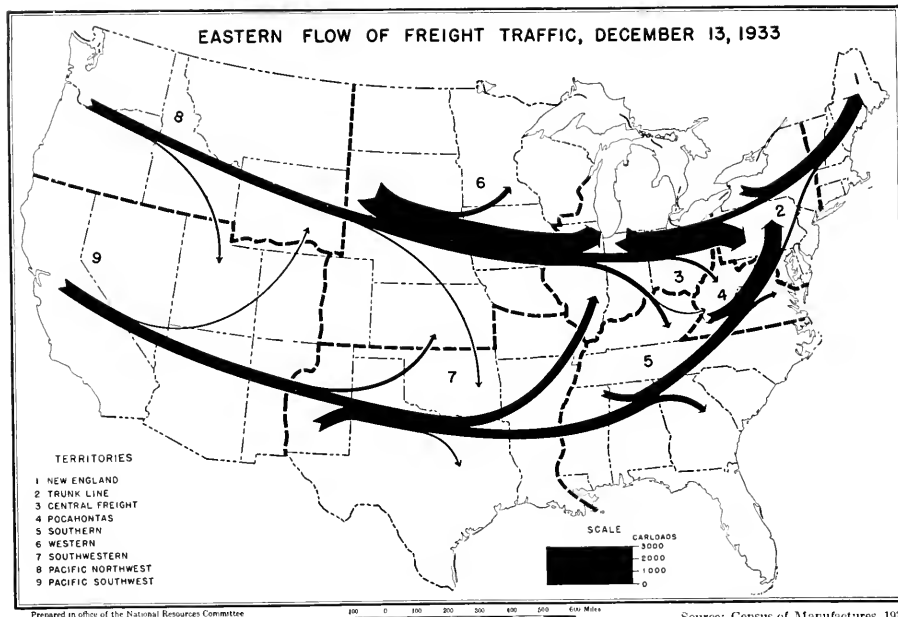 EASTERN FLOW OF FREIGHT TRAFFIC, DECEMBER 13, 1933
1
8
6
2
9
3
4
5
7
TERRITORIES
1 NEW ENGLAND
2 TRUNK LINE
3 CENTRAL FREIGHT
4 POCAHONTAS
5 SOUTHERN
6 WESTERN
7 SOUTHWESTERN
8 PACIFIC NORTHWEST
9 PACIFIC SOUTHWEST
SCALE
CARLOADS
3000
2000
1000
0
Prepared in office of the National Resources Committee
100 0 100 200 300 400 500 600 Miles
Source: Census of Manufactures,